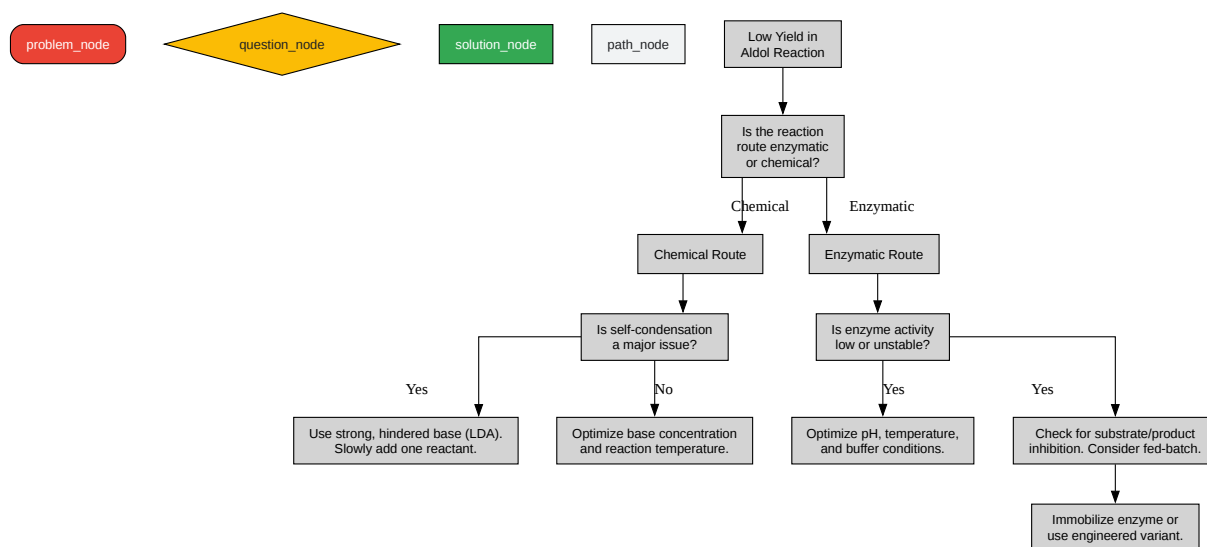 problem_node
question_node
solution_node
path_node
Low Yield in
Aldol Reaction
Is the reaction
route enzymatic
or chemical?
Chemical
Enzymatic
Chemical Route
Enzymatic Route
Is self-condensation
a major issue?
Is enzyme activity
low or unstable?
Yes
No
Yes
Yes
Use strong, hindered base (LDA).
Slowly add one reactant.
Optimize base concentration
and reaction temperature.
Optimize pH, temperature,
and buffer conditions.
Check for substrate/product
inhibition. Consider fed-batch.
Immobilize enzyme or
use engineered variant.